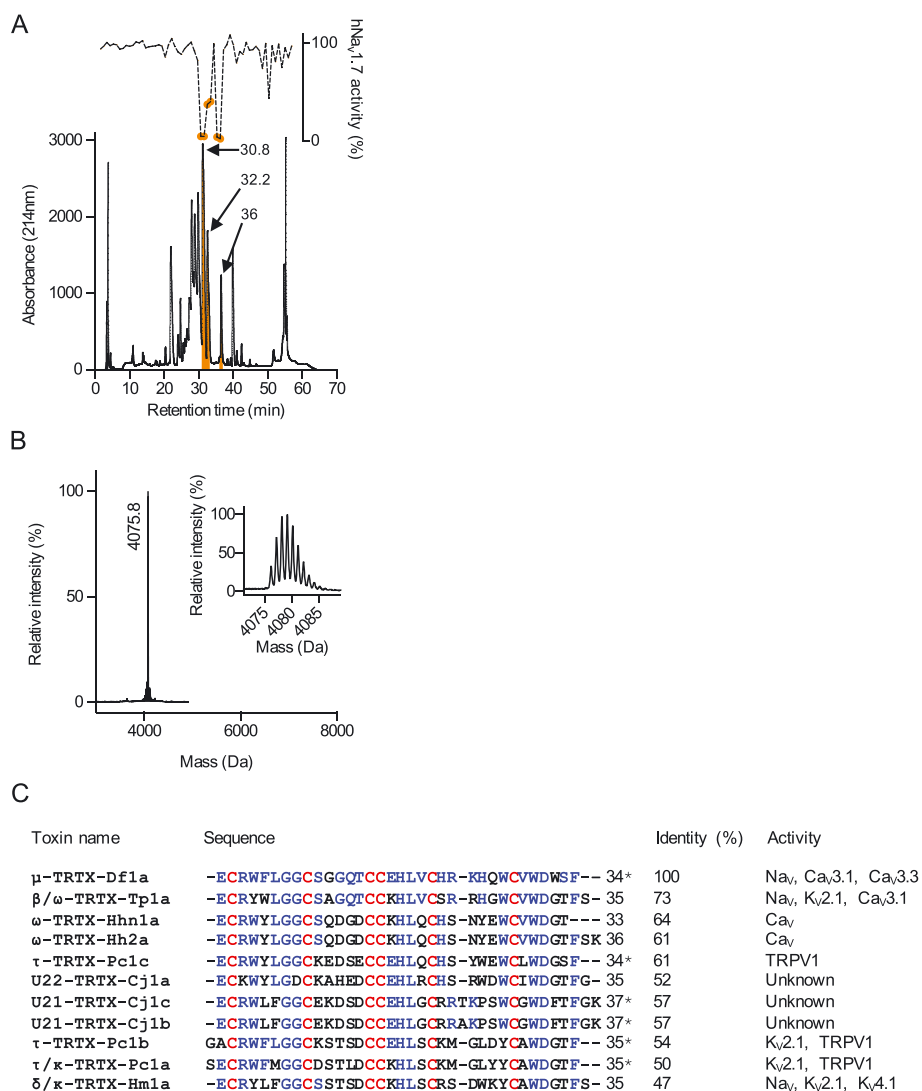 A
100
0
hNaV1.7 activity (%)
3000
2000
1000
0
Absorbance (214nm)
30.8
32.2
36
0 10 20 30 40 50 60 70
Retention time (min)
B
100
50
0
Relative intensity (%)
4075.8
100
50
0
Relative intensity (%)
4075 4080 4085
Mass (Da)
4000 6000 8000
Mass (Da)
C
Toxin name Sequence Identity (%) Activity
μ-TRTX-Df1a -ECRWFLGGCSGGQTCCEHLVCHR-KHQWCVWDWSF-- 34* 100 NaV, CaV3.1, CaV3.3
β/ω-TRTX-Tp1a -ECRYWLGGCSAGQTCCKHLVCSR-RHGWCVWDGTFS- 35 73 NaV, KV2.1, CaV3.1
ω-TRTX-Hhn1a -ECRYLGGCSQDGDCCKHLQCHS-NYEWCVWDGT--- 33 64 CaV
ω-TRTX-Hh2a -ECRYLGGCSQDGDCCKHLQCHS-NYEWCVWDGTFSK 36 61 CaV
τ-TRTX-Pc1c -ECRWYLGGCKEDSECCEHLQCHS-YWEWCLWDGSF-- 34* 61 TRPV1
U22-TRTX-Cj1a -ECKWYLGDCKAHEDCCEHLRCHS-RWDWCIWDGTFG- 35 52 Unknown
U21-TRTX-Cj1c -ECRWLFGGCEKDSDCCEHLGCRRTKPSWCGWDFTFGK 37* 57 Unknown
U21-TRTX-Cj1b -ECRWFLGGCEKDSDCCEHLGCRRAKPSWCGWDFTFGK 37* 57 Unknown
τ-TRTX-Pc1b GACRWFLGGCKSTSDCCEHLSCKM-GLDYCAWDGTF-- 35* 54 KV2.1, TRPV1
τ/κ-TRTX-Pc1a SECRWFMGGCDSTLDCCKHLSCKM-GLYYCAWDGTF-- 35* 50 KV2.1, TRPV1
δ/κ-TRTX-Hm1a -ECRYLFGGCSSTSDCCKHLSCRS-DWKYCAWDGTFS- 35 47 NaV, KV2.1, KV4.1